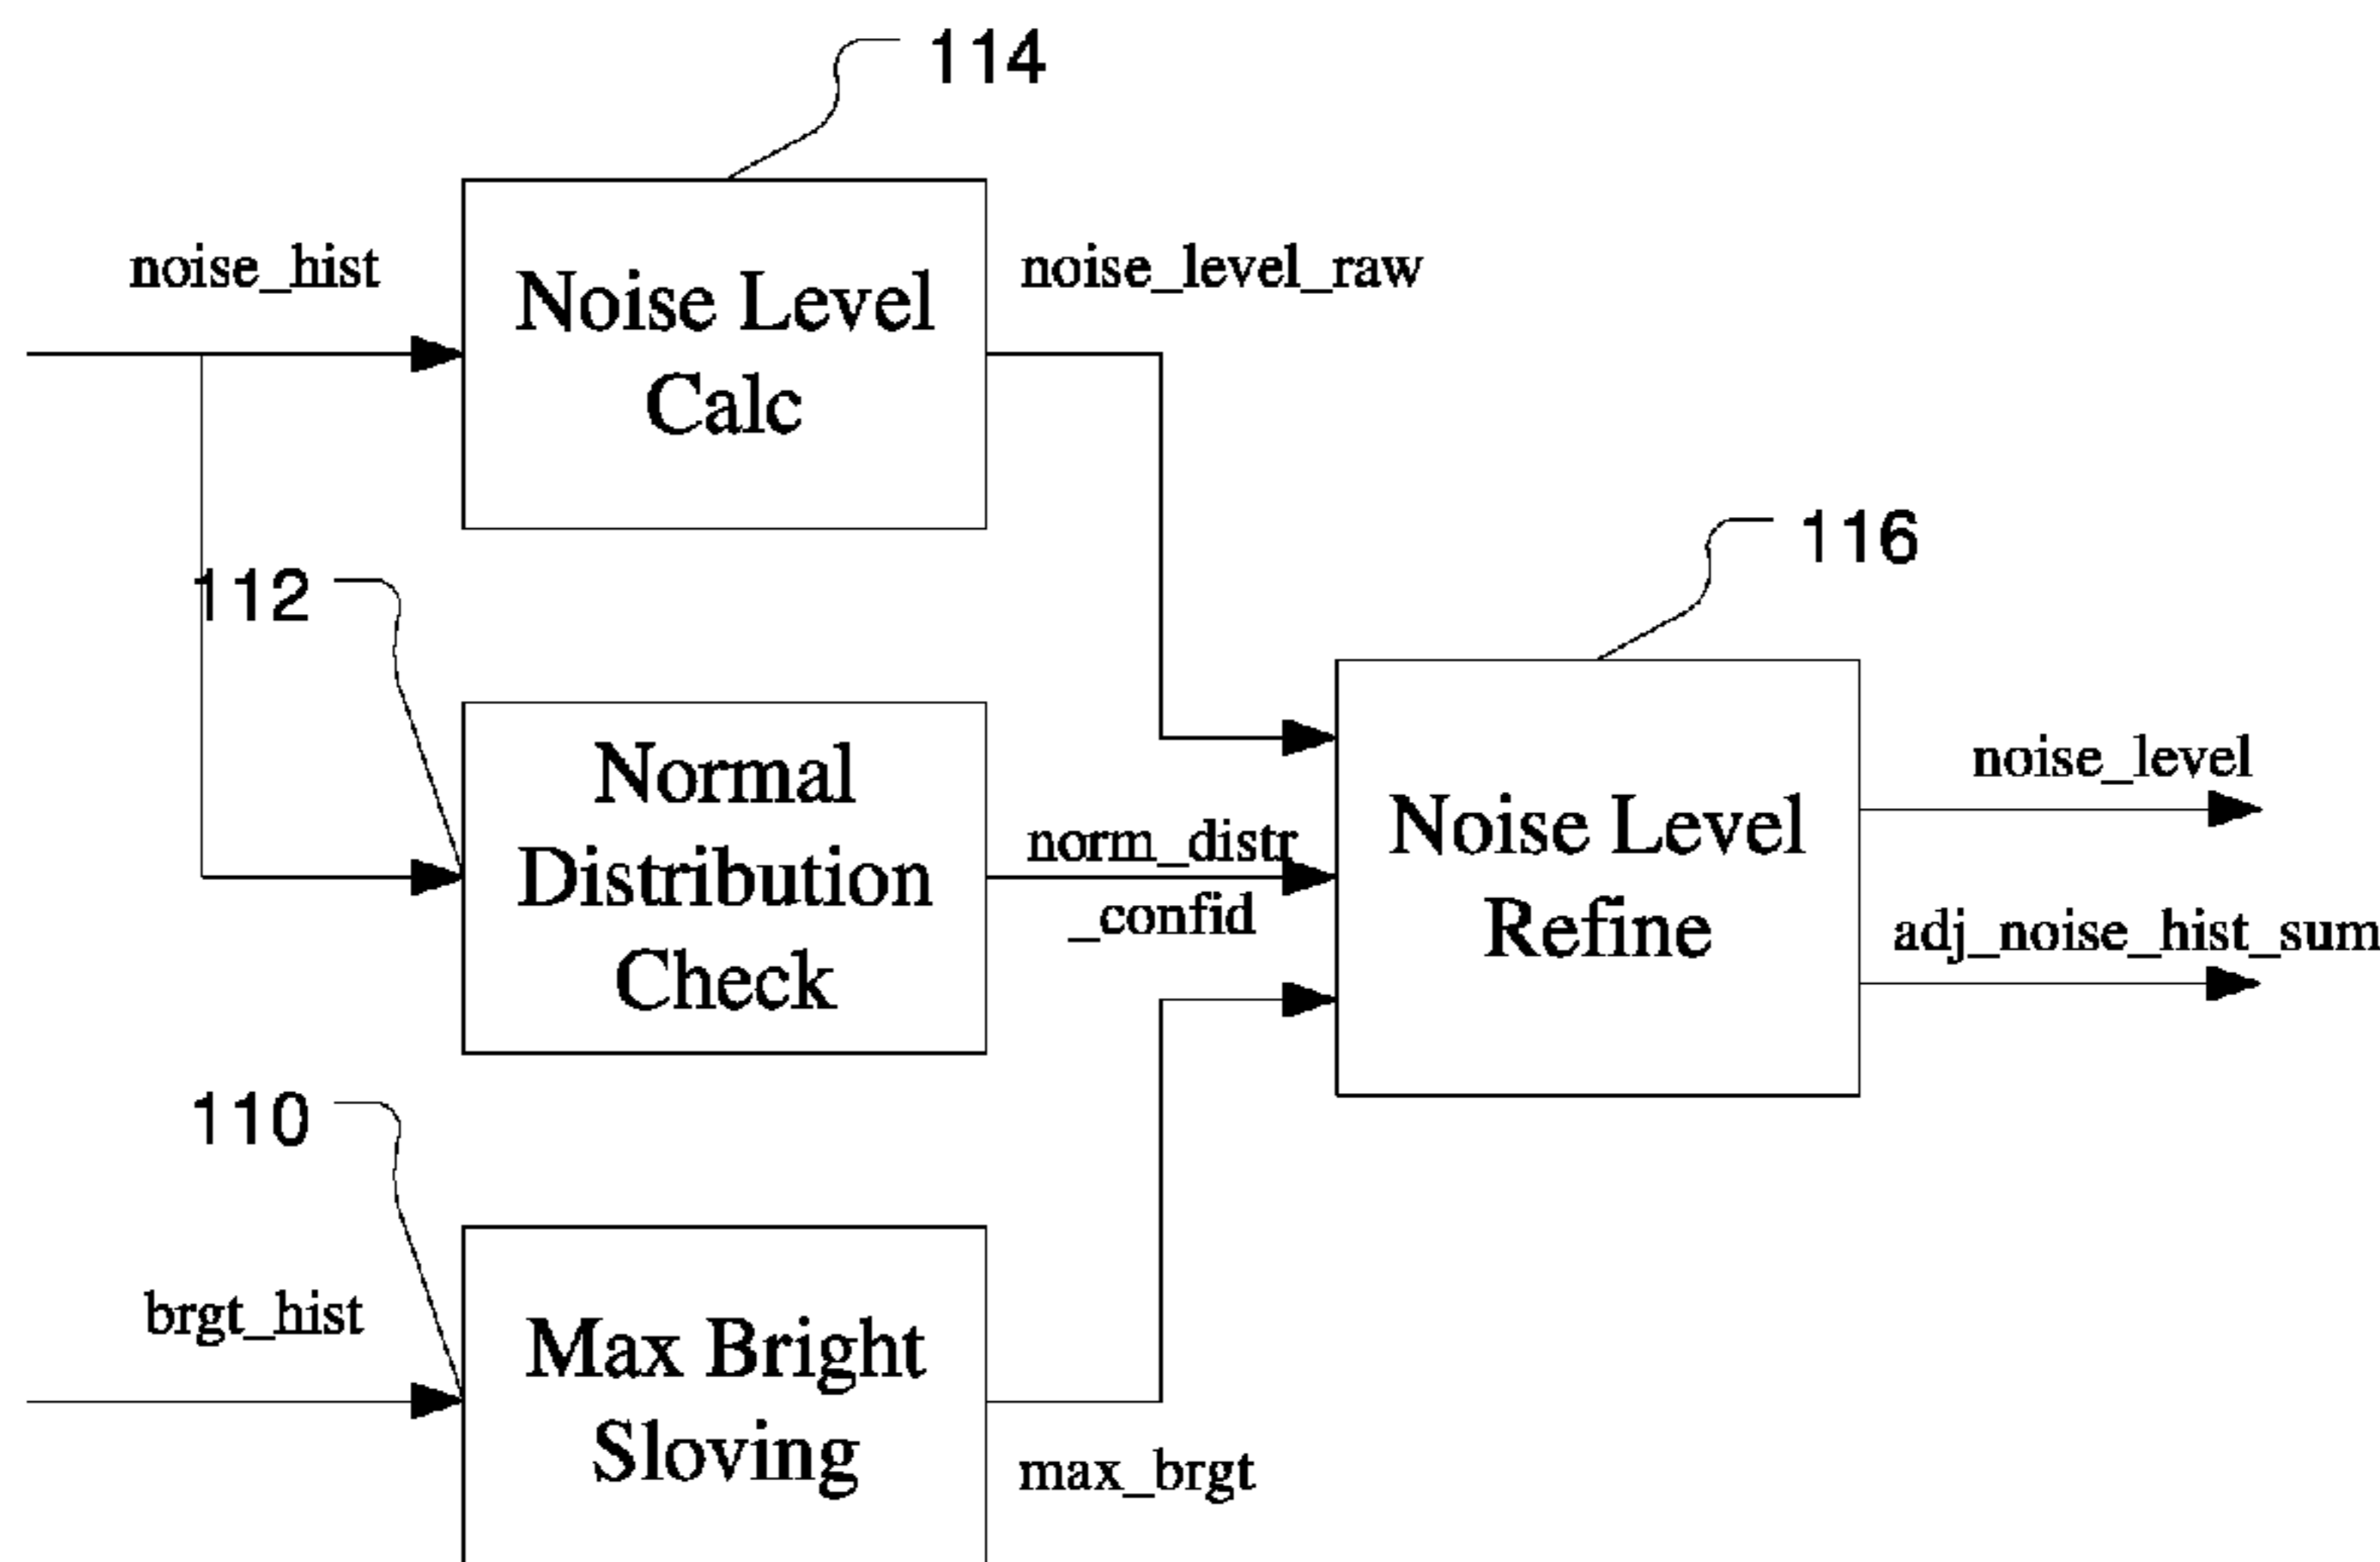 114
noise_hist
Noise Level
Calc
noise_level_raw
116
112
Normal
Distribution
Check
norm_distr
_confid
Noise Level
Refine
noise_level
adj_noise_hist_sum
110
brgt_hist
Max Bright
Sloving
max_brgt